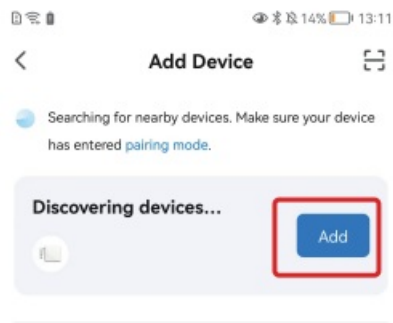 14% 13:11
Add Device
Searching for nearby devices. Make sure your device
has entered pairing mode.
Discovering devices...
Add